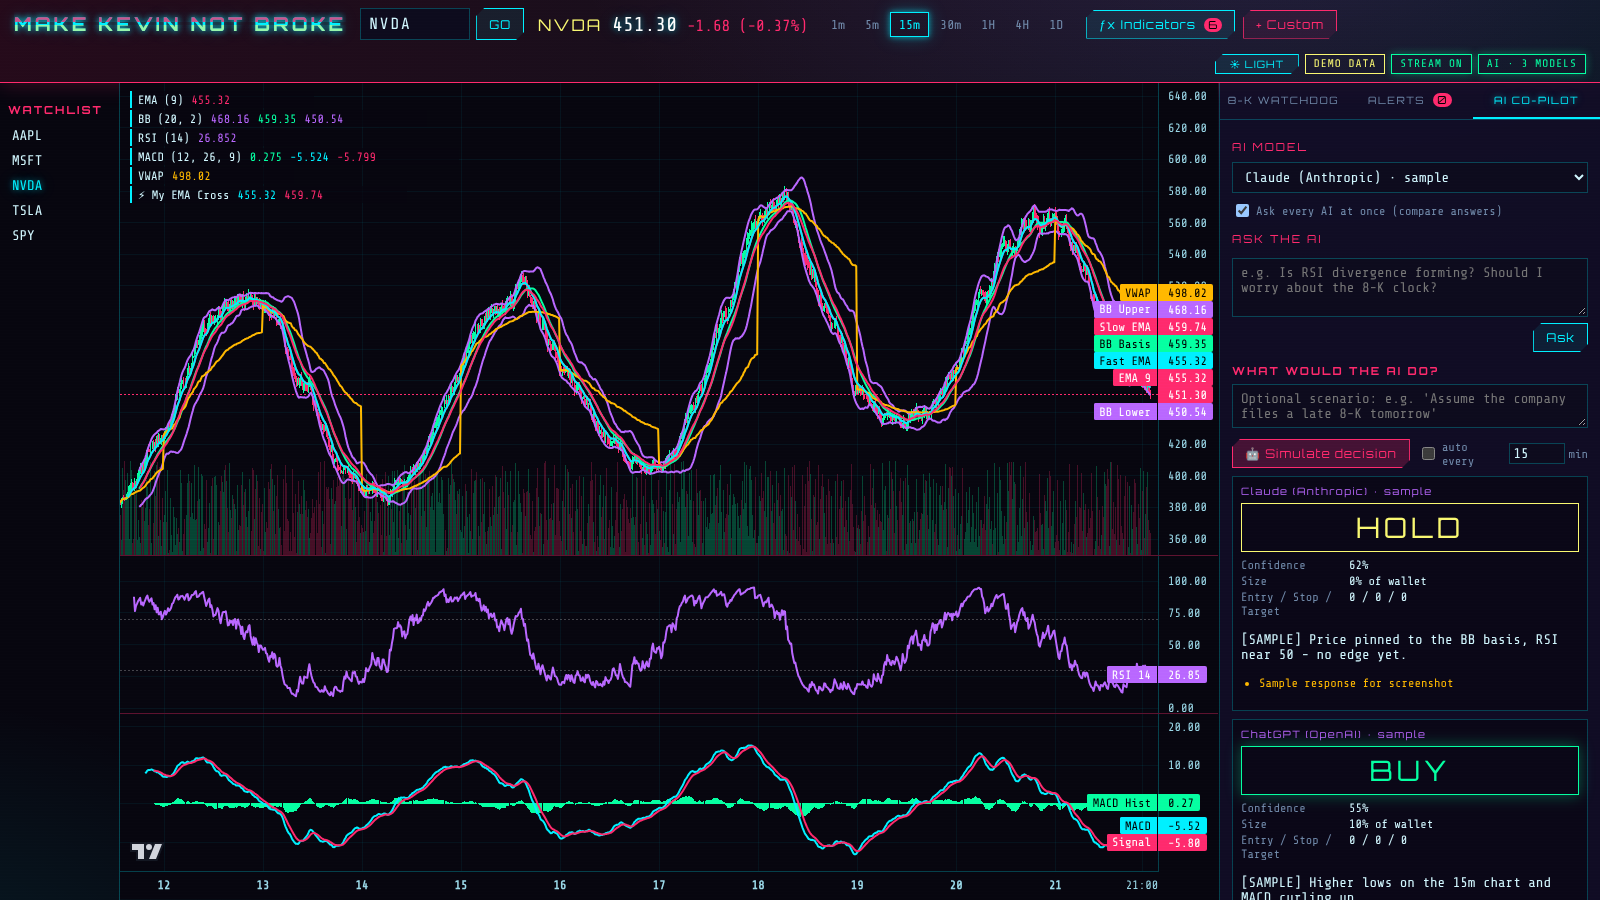 MAKE KEVIN NOT BROKE
NVDA
GO
NVDA 451.30 -1.68 (-0.37%)
1m 5m 15m 30m 1H 4H 1D
ƒx Indicators 6
+ Custom
☀ LIGHT
DEMO DATA
STREAM ON
AI · 3 MODELS
WATCHLIST
AAPL
MSFT
NVDA
TSLA
SPY
EMA (9) 455.32
BB (20, 2) 468.16 459.35 450.54
RSI (14) 26.852
MACD (12, 26, 9) 0.275 -5.524 -5.799
VWAP 498.02
⚡ My EMA Cross 455.32 459.74
640.00
620.00
600.00
580.00
560.00
540.00
VWAP 498.02
BB Upper 468.16
Slow EMA 459.74
BB Basis 459.35
Fast EMA 455.32
EMA 9 455.32
451.30
BB Lower 450.54
420.00
400.00
380.00
360.00
100.00
75.00
50.00
RSI 14 26.85
0.00
20.00
10.00
MACD Hist 0.27
MACD -5.52
Signal -5.80
12 13 14 15 16 17 18 19 20 21 21:00
8-K WATCHDOG
ALERTS 0
AI CO-PILOT
AI MODEL
Claude (Anthropic) · sample
Ask every AI at once (compare answers)
ASK THE AI
e.g. Is RSI divergence forming? Should I
worry about the 8-K clock?
Ask
WHAT WOULD THE AI DO?
Optional scenario: e.g. 'Assume the company
files a late 8-K tomorrow'
🤖 Simulate decision
auto
every
15 min
Claude (Anthropic) · sample
HOLD
Confidence 62%
Size 0% of wallet
Entry / Stop / 0 / 0 / 0
Target
[SAMPLE] Price pinned to the BB basis, RSI
near 50 - no edge yet.
• Sample response for screenshot
ChatGPT (OpenAI) · sample
BUY
Confidence 55%
Size 10% of wallet
Entry / Stop / 0 / 0 / 0
Target
[SAMPLE] Higher lows on the 15m chart and
MACD curling up